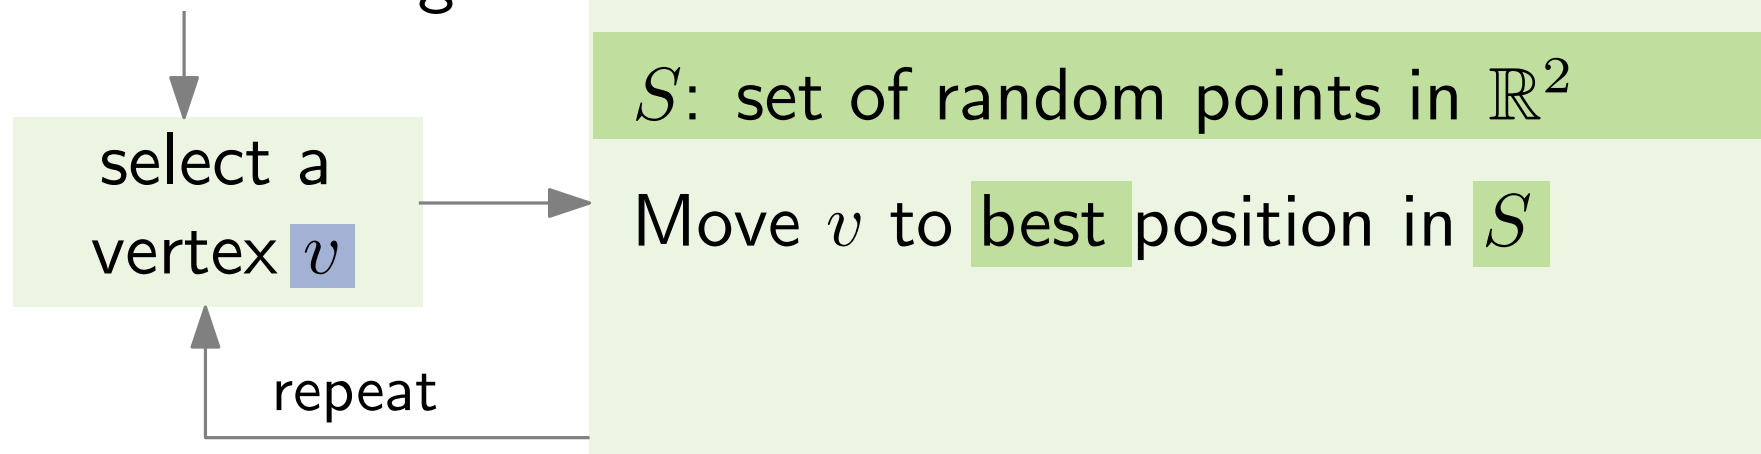 S: set of random points in ℝ²
select a
vertex v
Move v to best position in S
repeat